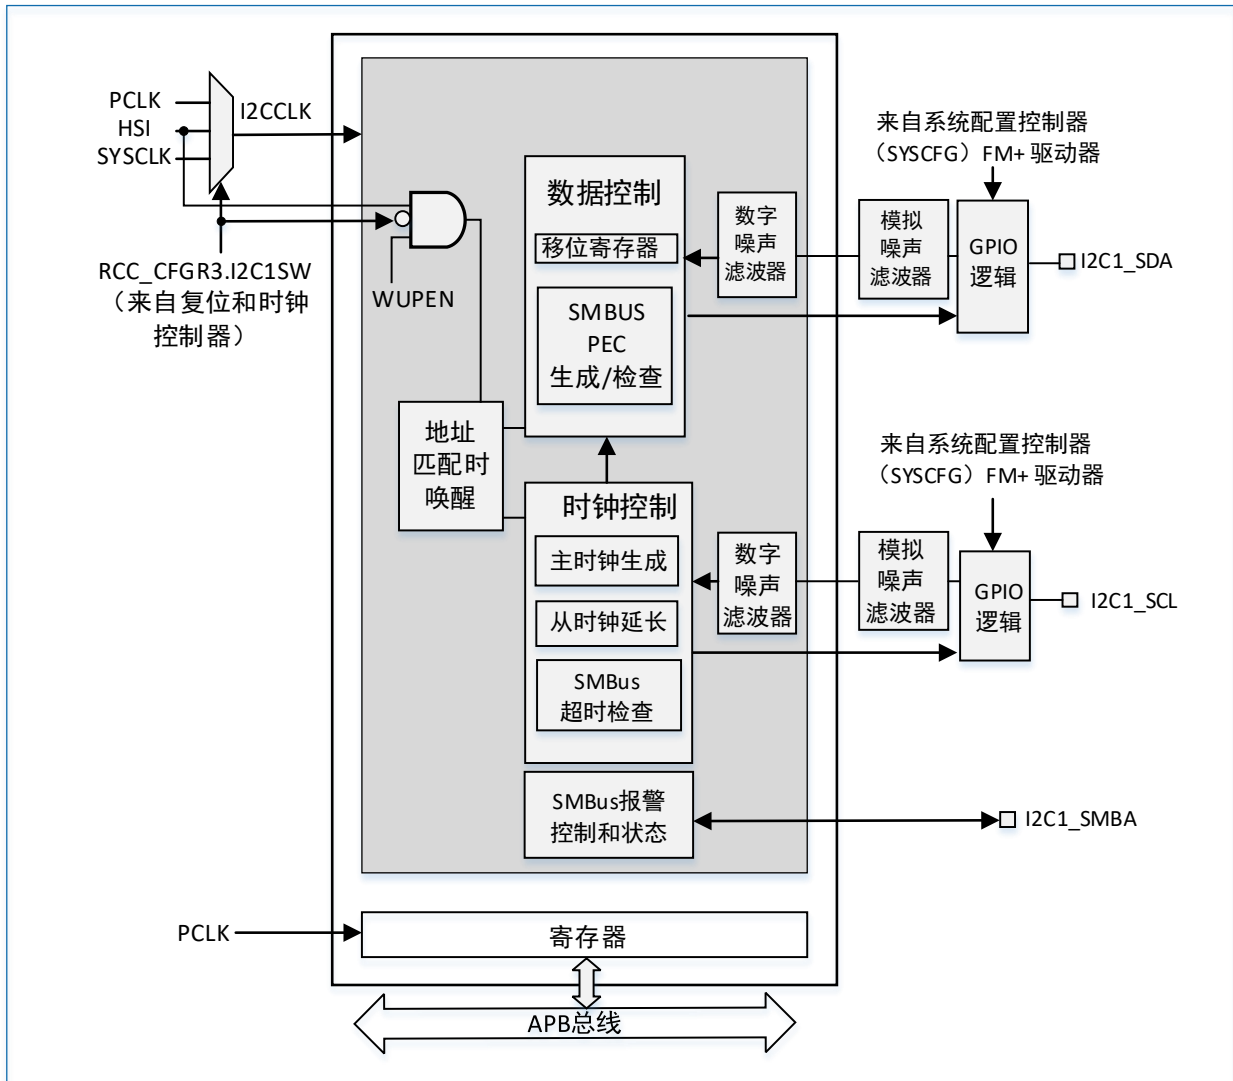 PCLK
HSI
SYSCLK
I2CCLK
RCC_CFGR3.I2C1SW
（来自复位和时钟
控制器）
WUPEN
数据控制
移位寄存器
SMBUS
PEC
生成/检查
数字
噪声
滤波器
模拟
噪声
滤波器
来自系统配置控制器
（SYSCFG）FM+ 驱动器
GPIO
逻辑
I2C1_SDA
地址
匹配时
唤醒
时钟控制
主时钟生成
从时钟延长
SMBus
超时检查
数字
噪声
滤波器
模拟
噪声
滤波器
来自系统配置控制器
（SYSCFG）FM+ 驱动器
GPIO
逻辑
I2C1_SCL
SMBus报警
控制和状态
I2C1_SMBA
PCLK
寄存器
APB总线